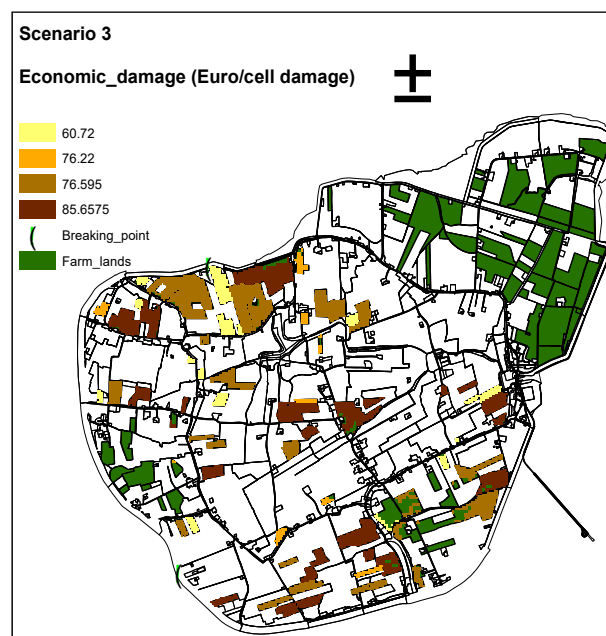 Scenario 3
Economic_damage (Euro/cell damage)
60.72
76.22
76.595
85.6575
Breaking_point
Farm_lands